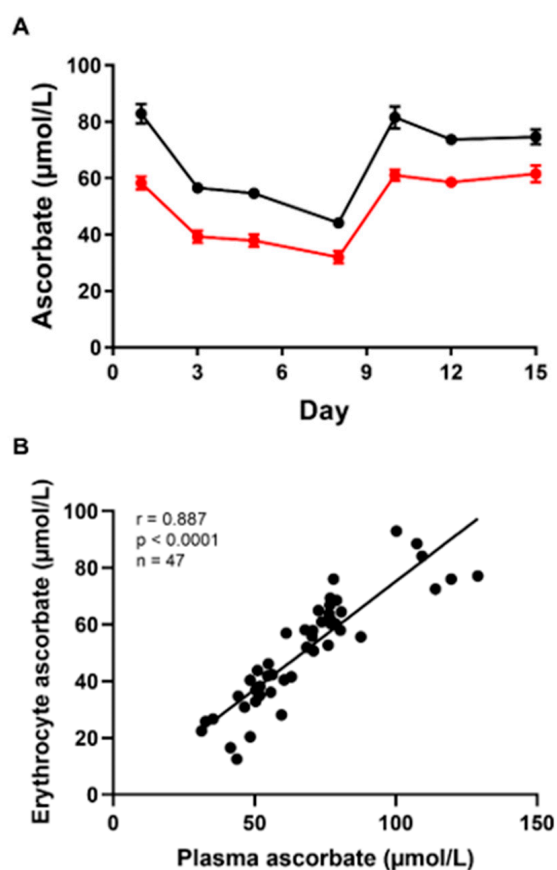 A
Ascorbate (µmol/L)
100
80
60
40
20
0
0 3 6 9 12 15
Day
B
Erythrocyte ascorbate (µmol/L)
r = 0.887
p < 0.0001
n = 47
100
80
60
40
20
0
0 50 100 150
Plasma ascorbate (µmol/L)